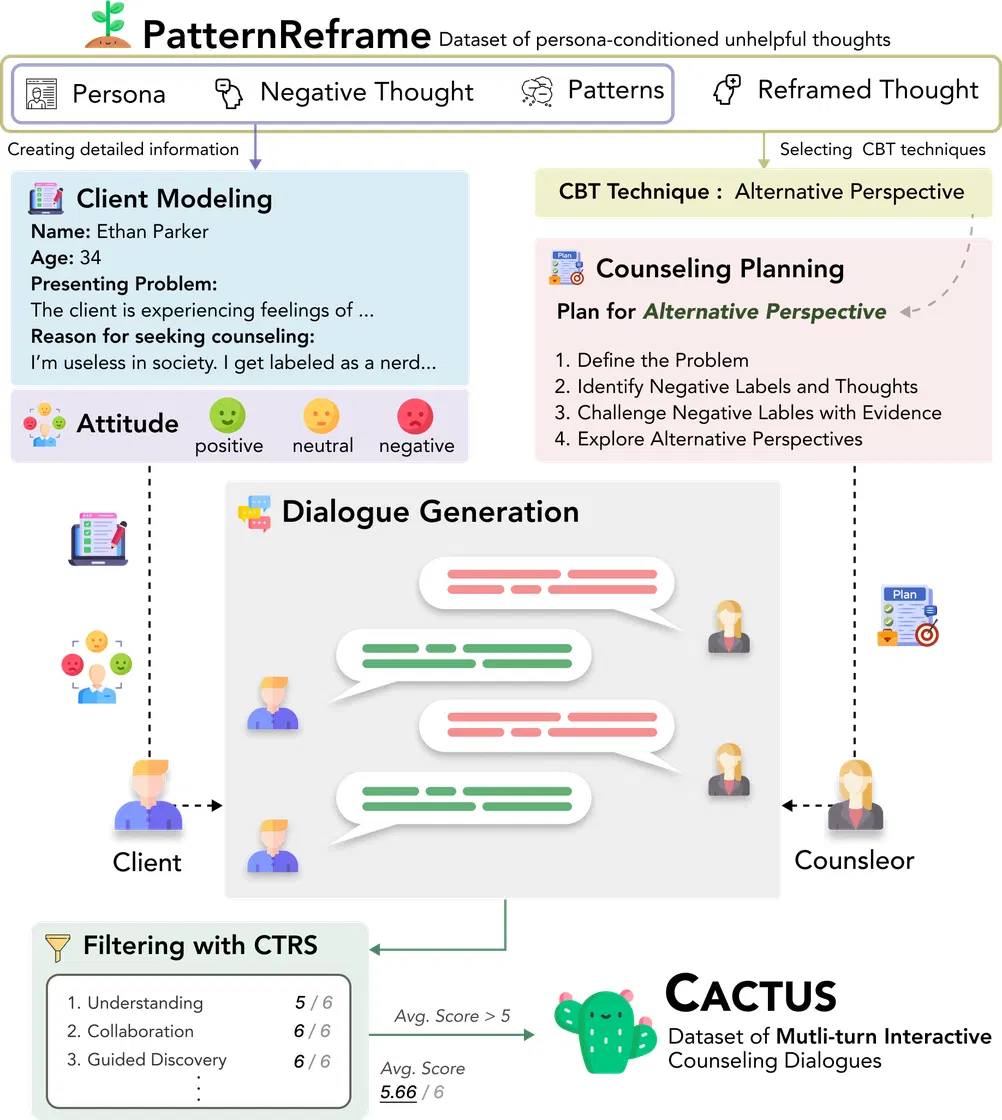 PatternReframe Dataset of persona-conditioned unhelpful thoughts
Persona Negative Thought Patterns Reframed Thought
Creating detailed information
Selecting CBT techniques
Client Modeling
Name: Ethan Parker
Age: 34
Presenting Problem:
The client is experiencing feelings of ...
Reason for seeking counseling:
I'm useless in society. I get labeled as a nerd...
Attitude
positive neutral negative
CBT Technique : Alternative Perspective
Plan
Counseling Planning
Plan for Alternative Perspective
1. Define the Problem
2. Identify Negative Labels and Thoughts
3. Challenge Negative Lables with Evidence
4. Explore Alternative Perspectives
Dialogue Generation
Plan
Client
Counsleor
Filtering with CTRS
1. Understanding 5 / 6
2. Collaboration 6 / 6
3. Guided Discovery 6 / 6
Avg. Score > 5
Avg. Score
5.66 / 6
CACTUS
Dataset of Mutli-turn Interactive
Counseling Dialogues